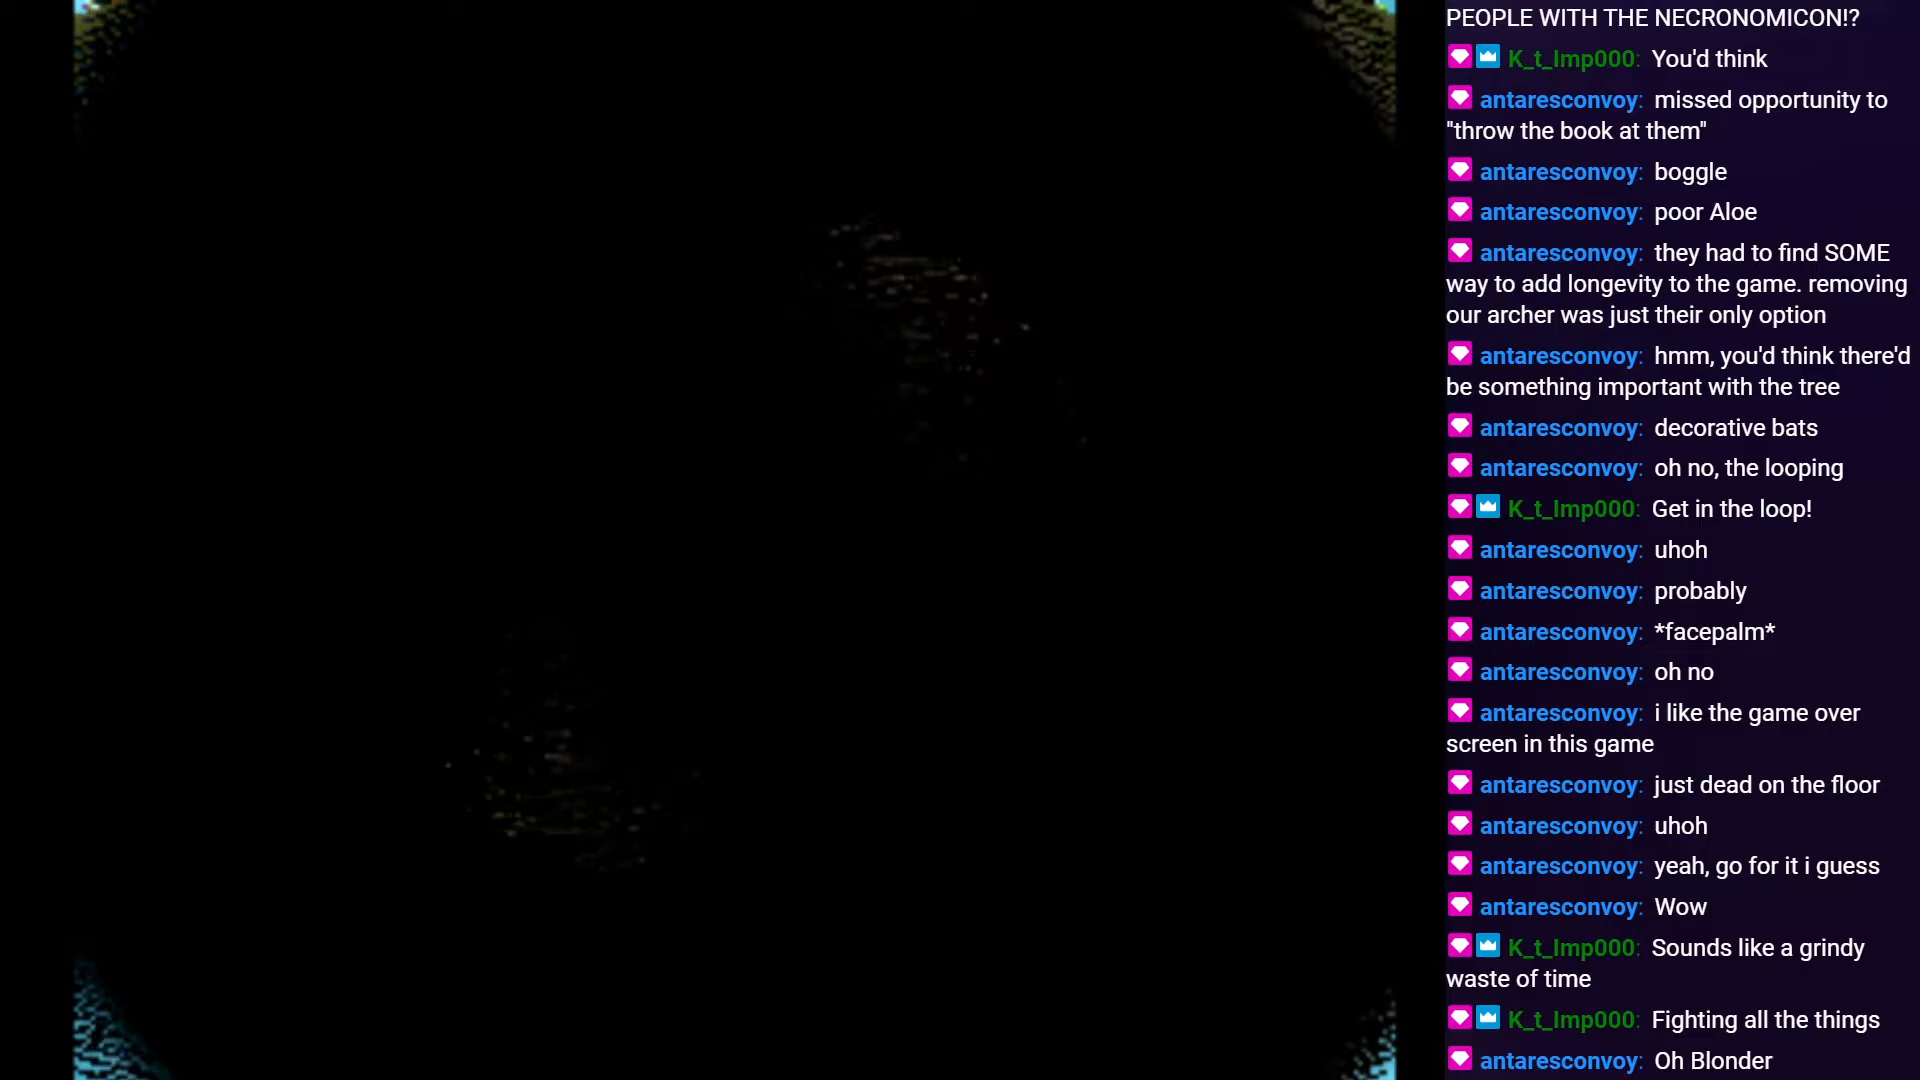 PEOPLE WITH THE NECRONOMICON!?
K_t_Imp000: You'd think
antaresconvoy: missed opportunity to
"throw the book at them"
antaresconvoy: boggle
antaresconvoy: poor Aloe
antaresconvoy: they had to find SOME
way to add longevity to the game. removing
our archer was just their only option
antaresconvoy: hmm, you'd think there'd
be something important with the tree
antaresconvoy: decorative bats
antaresconvoy: oh no, the looping
K_t_Imp000: Get in the loop!
antaresconvoy: uhoh
antaresconvoy: probably
antaresconvoy: *facepalm*
antaresconvoy: oh no
antaresconvoy: i like the game over
screen in this game
antaresconvoy: just dead on the floor
antaresconvoy: uhoh
antaresconvoy: yeah, go for it i guess
antaresconvoy: Wow
K_t_Imp000: Sounds like a grindy
waste of time
K_t_Imp000: Fighting all the things
antaresconvoy: Oh Blonder